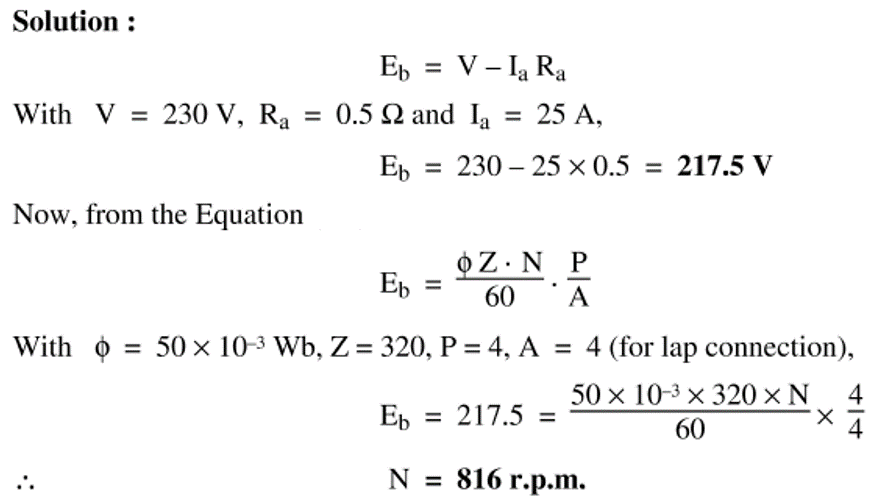 Solution :
E_b = V – I_a R_a
With V = 230 V, R_a = 0.5 Ω and I_a = 25 A,
E_b = 230 – 25 × 0.5 = 217.5 V
Now, from the Equation
E_b = ϕ Z · N / 60 · P / A
With ϕ = 50 × 10⁻³ Wb, Z = 320, P = 4, A = 4 (for lap connection),
E_b = 217.5 = 50 × 10⁻³ × 320 × N / 60 × 4 / 4
∴ N = 816 r.p.m.